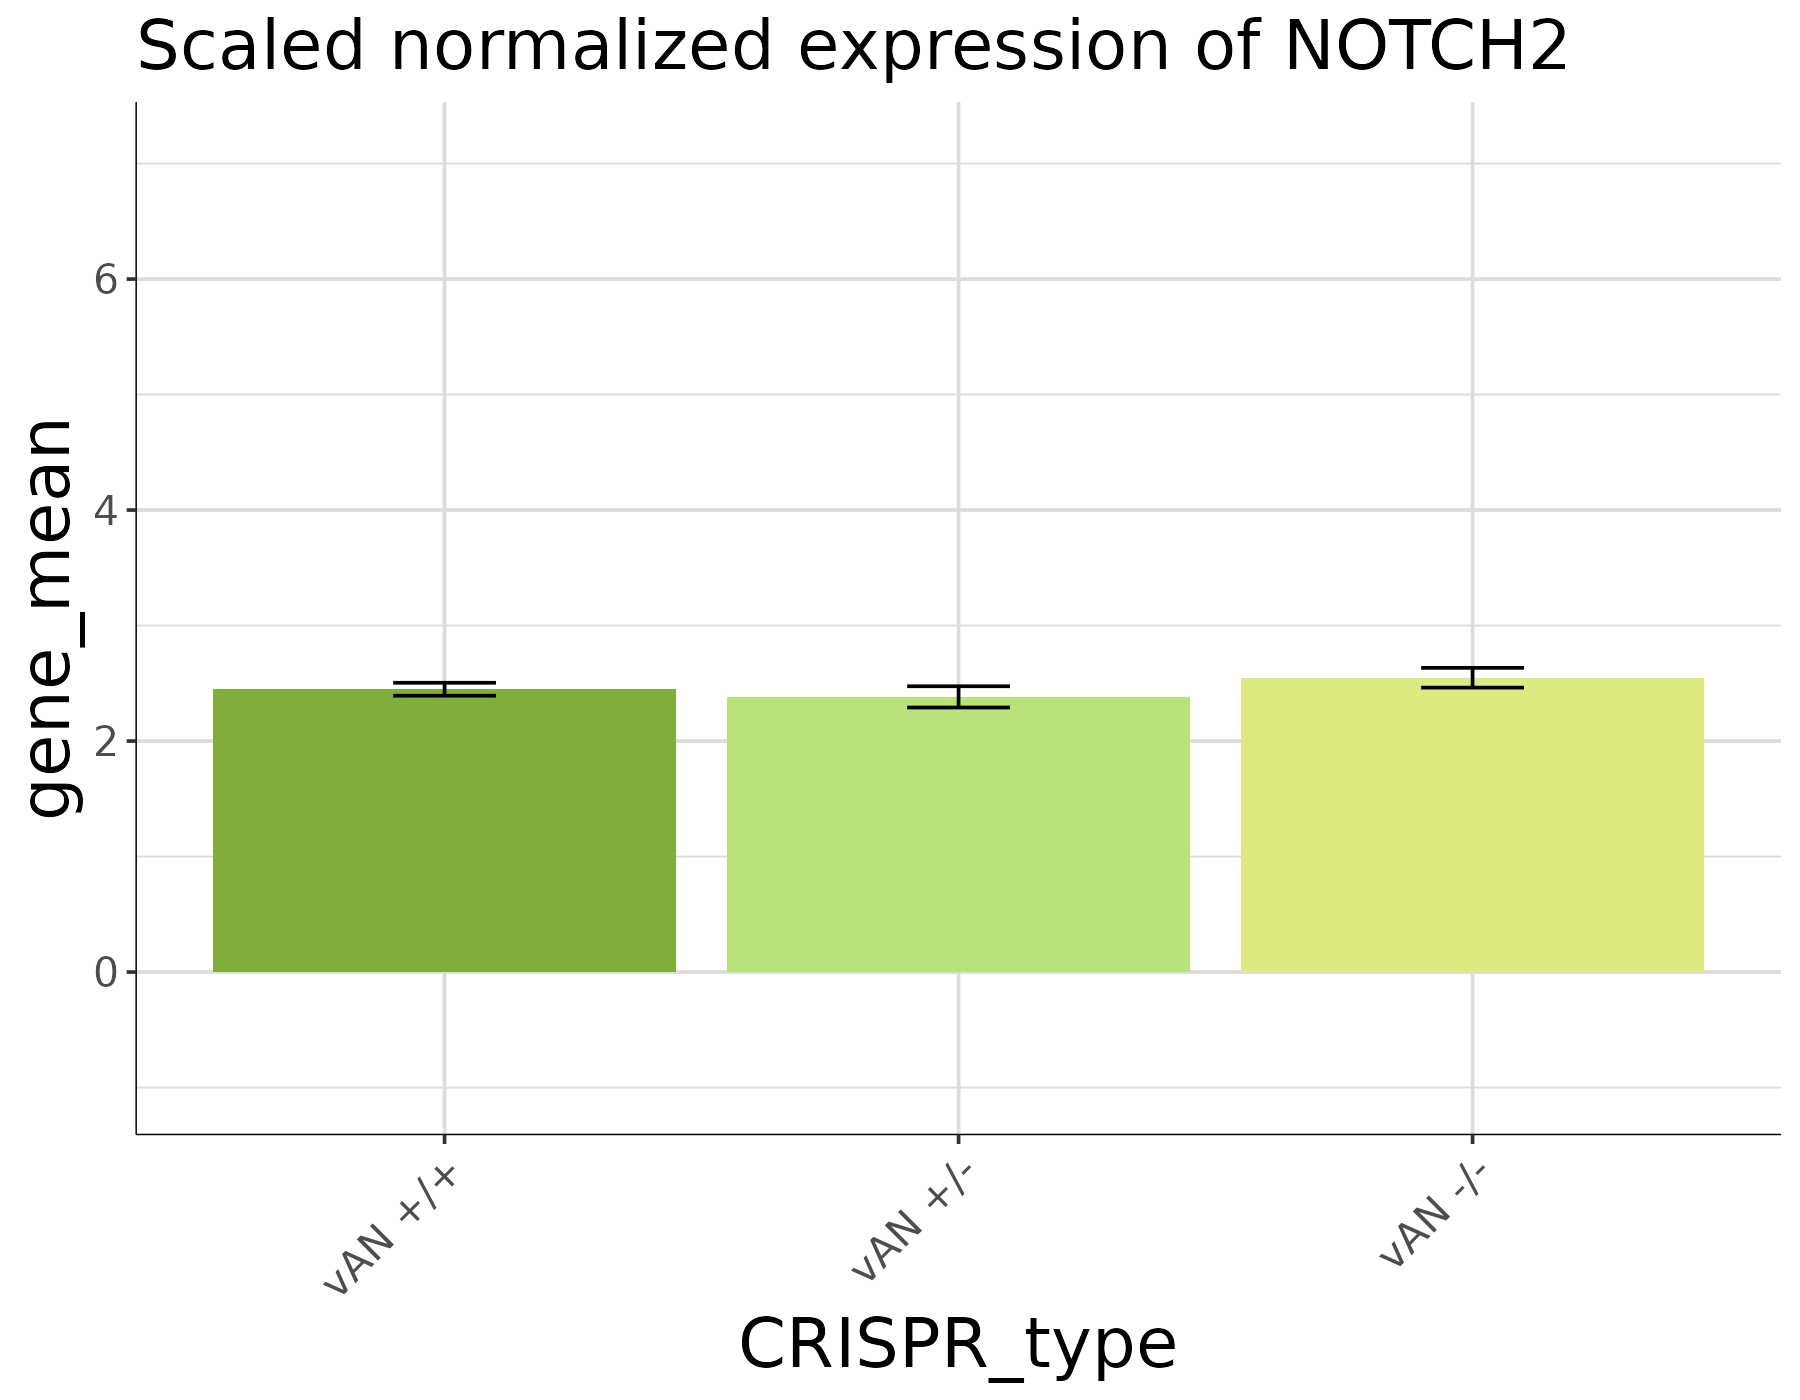 Scaled normalized expression of NOTCH2
gene_mean
6
4
2
0
vAN +/+
vAN +/-
vAN -/-
CRISPR_type